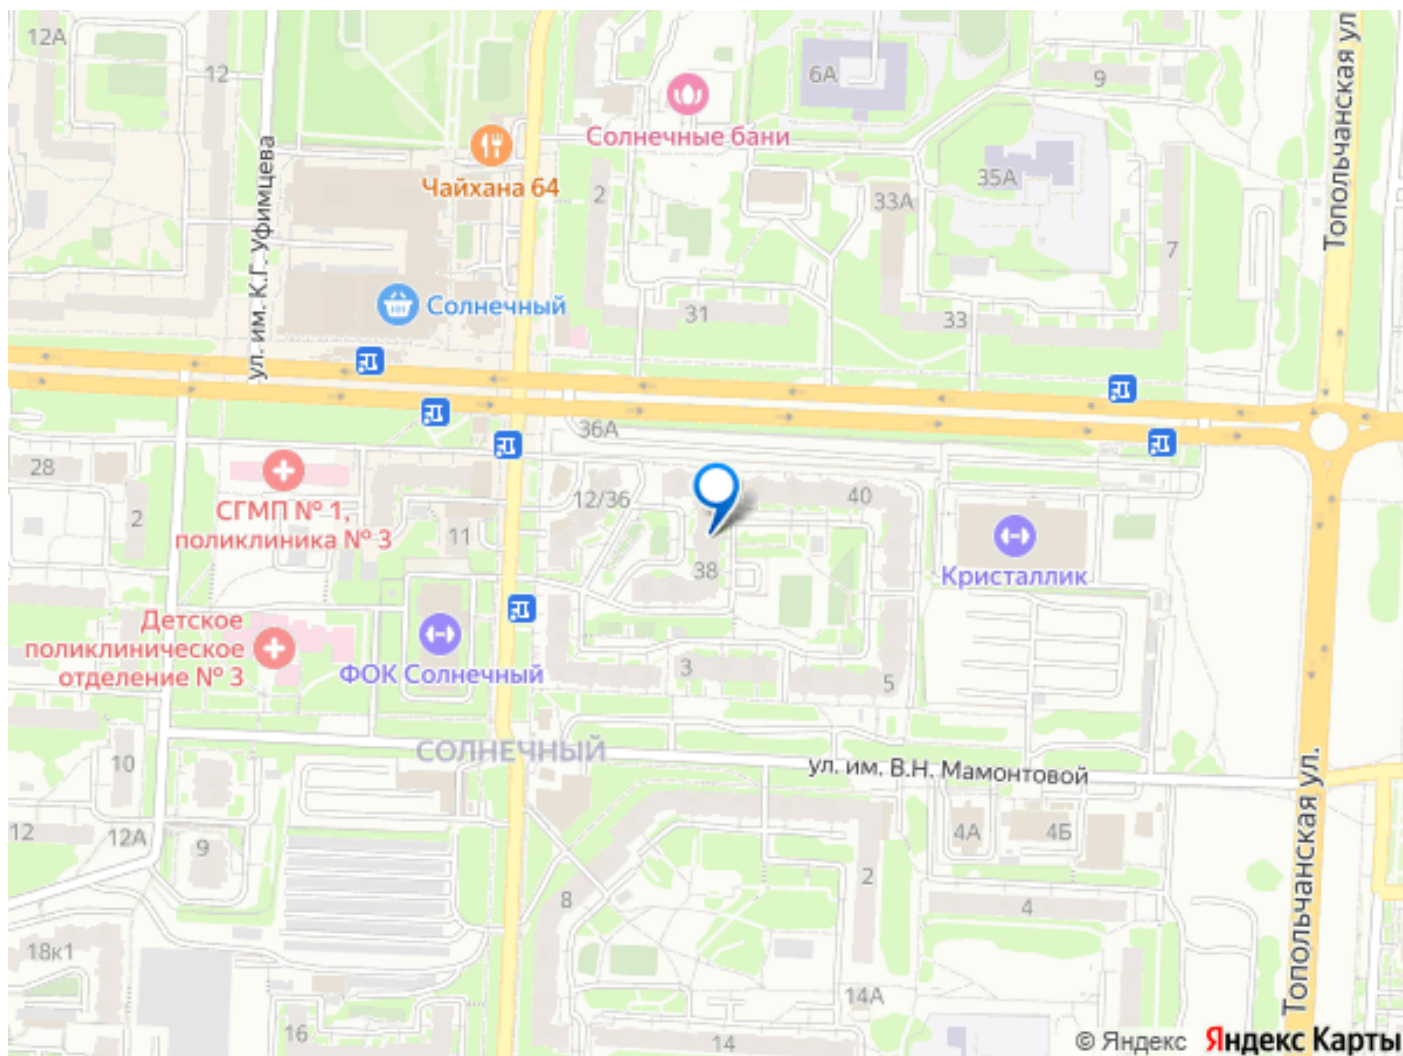 12А
12
6А
9
Топольчанская ул
Солнечные бани
ул. им. К.Г. Уфимцева
Чайхана 64
2
33А
35А
7
Солнечный
31
33
36А
28
12/36
40
СГМП № 1,
поликлиника № 3
2
11
38
Кристаллик
Детское
поликлиническое
отделение № 3
ФОК Солнечный
3
5
СОЛНЕЧНЫЙ
ул. им. В.Н. Мамонтовой
10
Топольчанская ул.
12
12А
9
4А
4Б
2
8
4
18к1
14А
16
14
© Яндекс Яндекс Карты